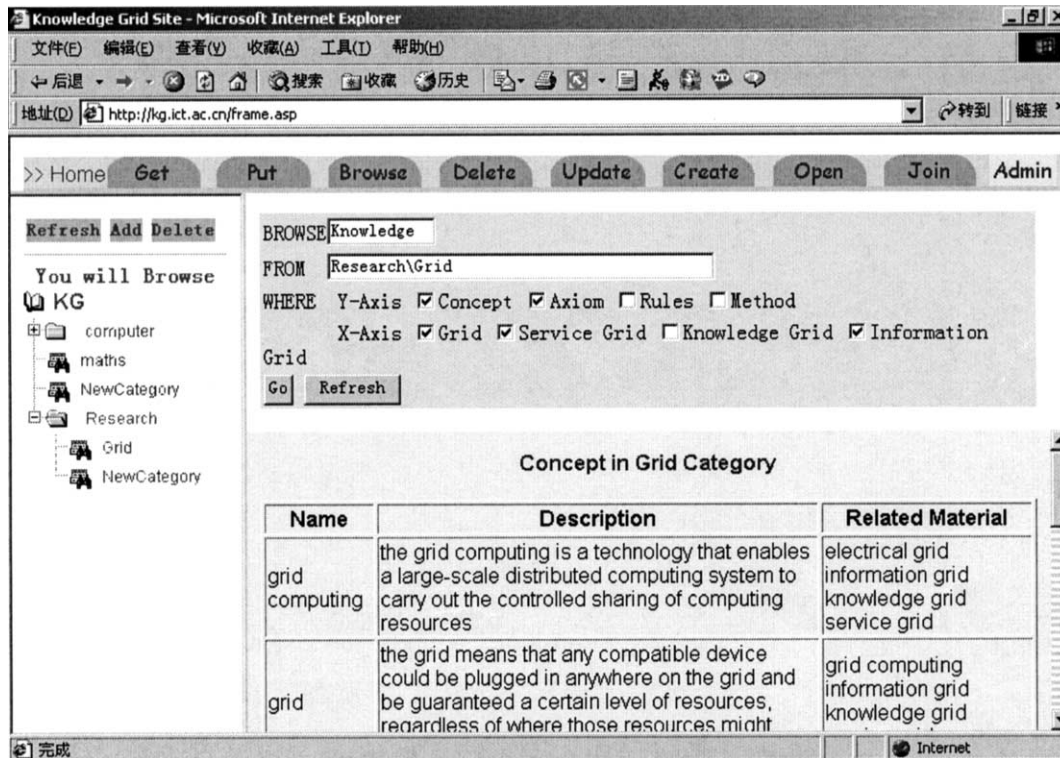 Knowledge Grid Site - Microsoft Internet Explorer
文件(F) 编辑(E) 查看(V) 收藏(A) 工具(T) 帮助(H)
后退 搜索 收藏 历史
地址(D) http://kg.ict.ac.cn/frame.asp 转到 链接
>> Home Get Put Browse Delete Update Create Open Join Admin
Refresh Add Delete
You will Browse
KG
computer
maths
NewCategory
Research
Grid
NewCategory
BROWSE Knowledge
FROM Research\Grid
WHERE Y-Axis Concept Axiom Rules Method
X-Axis Grid Service Grid Knowledge Grid Information
Grid
Go Refresh
Concept in Grid Category
Name Description Related Material
grid computing
the grid computing is a technology that enables
a large-scale distributed computing system to
carry out the controlled sharing of computing
resources
electrical grid
information grid
knowledge grid
service grid
grid
the grid means that any compatible device
could be plugged in anywhere on the grid and
be guaranteed a certain level of resources,
regardless of where those resources might
grid computing
information grid
knowledge grid
完成 Internet